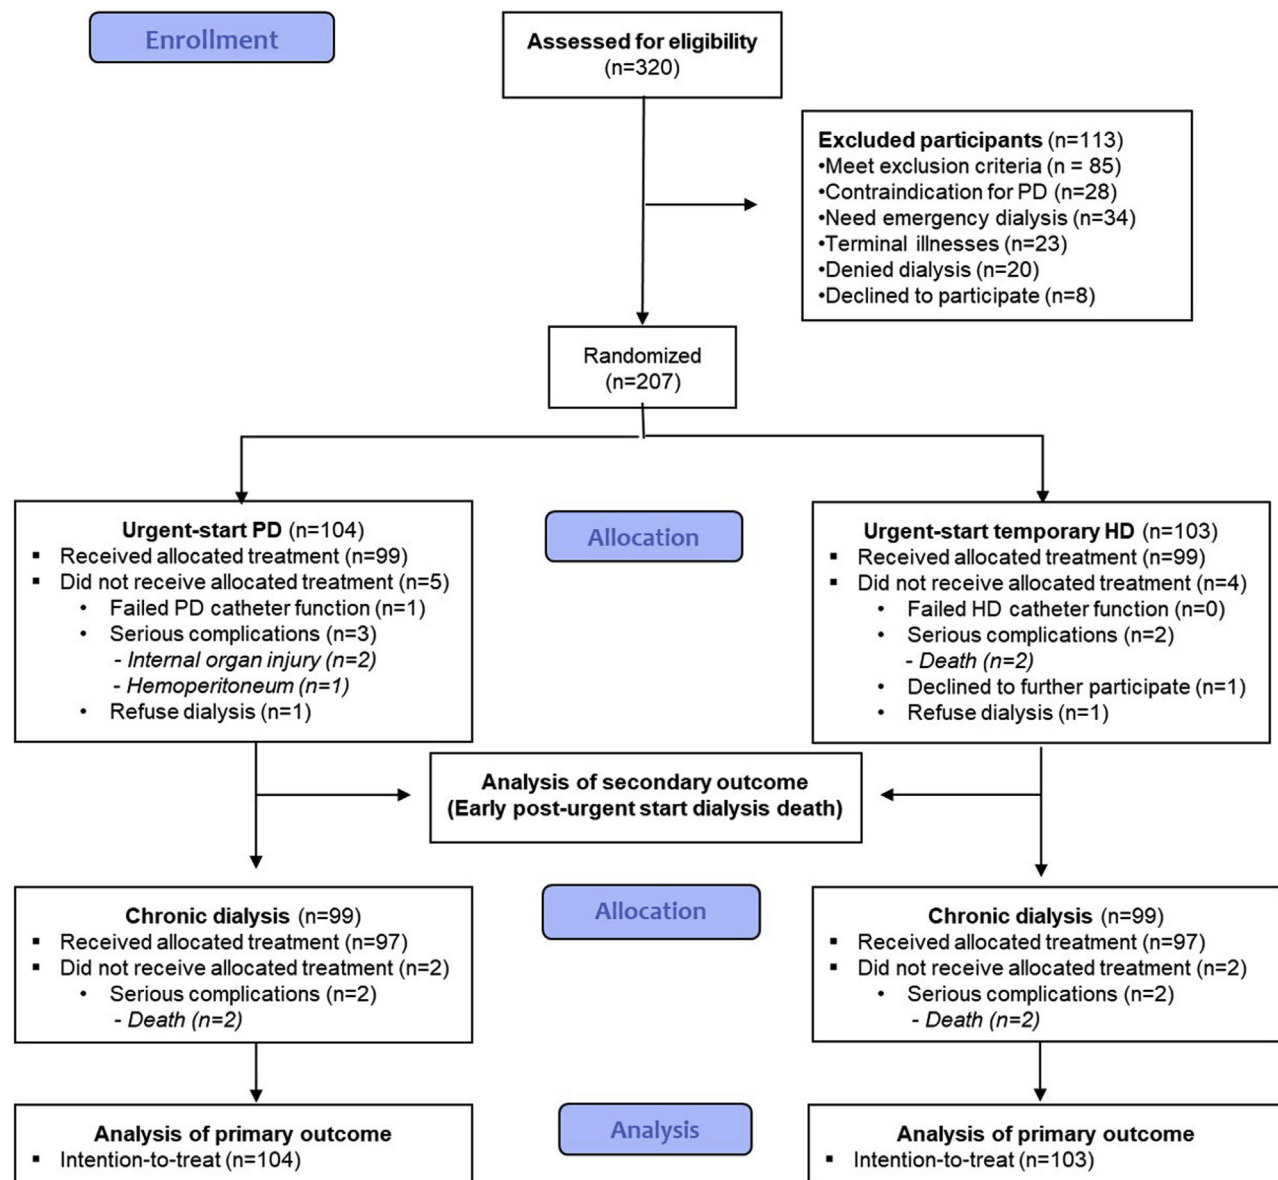 Enrollment
Assessed for eligibility
(n=320)
Excluded participants (n=113)
•Meet exclusion criteria (n = 85)
•Contraindication for PD (n=28)
•Need emergency dialysis (n=34)
•Terminal illnesses (n=23)
•Denied dialysis (n=20)
•Declined to participate (n=8)
Randomized
(n=207)
Urgent-start PD (n=104)
▪ Received allocated treatment (n=99)
▪ Did not receive allocated treatment (n=5)
• Failed PD catheter function (n=1)
• Serious complications (n=3)
- Internal organ injury (n=2)
- Hemoperitoneum (n=1)
• Refuse dialysis (n=1)
Allocation
Urgent-start temporary HD (n=103)
▪ Received allocated treatment (n=99)
▪ Did not receive allocated treatment (n=4)
• Failed HD catheter function (n=0)
• Serious complications (n=2)
- Death (n=2)
• Declined to further participate (n=1)
• Refuse dialysis (n=1)
Analysis of secondary outcome
(Early post-urgent start dialysis death)
Chronic dialysis (n=99)
▪ Received allocated treatment (n=97)
▪ Did not receive allocated treatment (n=2)
• Serious complications (n=2)
- Death (n=2)
Allocation
Chronic dialysis (n=99)
▪ Received allocated treatment (n=97)
▪ Did not receive allocated treatment (n=2)
• Serious complications (n=2)
- Death (n=2)
Analysis of primary outcome
▪ Intention-to-treat (n=104)
Analysis
Analysis of primary outcome
▪ Intention-to-treat (n=103)